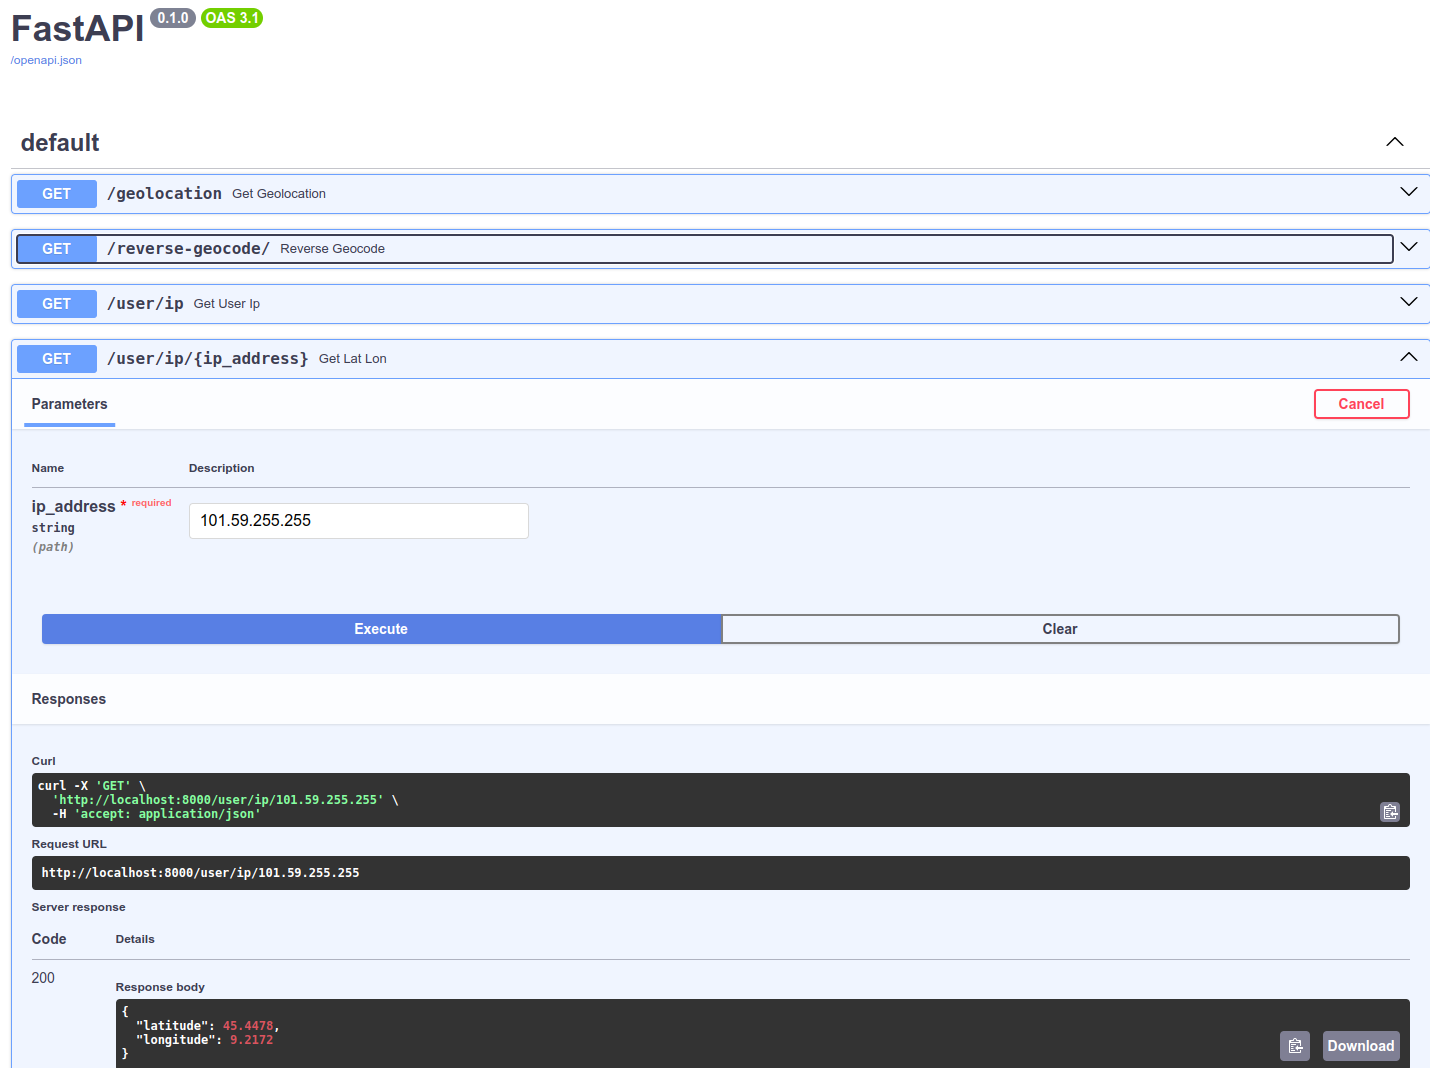 FastAPI 0.1.0 OAS 3.1
/openapi.json
default
GET /geolocation Get Geolocation
GET /reverse-geocode/ Reverse Geocode
GET /user/ip Get User Ip
GET /user/ip/{ip_address} Get Lat Lon
Parameters Cancel
Name Description
ip_address * required
string
(path)
101.59.255.255
Execute Clear
Responses
Curl
curl -X 'GET' \
'http://localhost:8000/user/ip/101.59.255.255' \
-H 'accept: application/json'
Request URL
http://localhost:8000/user/ip/101.59.255.255
Server response
Code Details
200
Response body
{
"latitude": 45.4478,
"longitude": 9.2172
}
Download